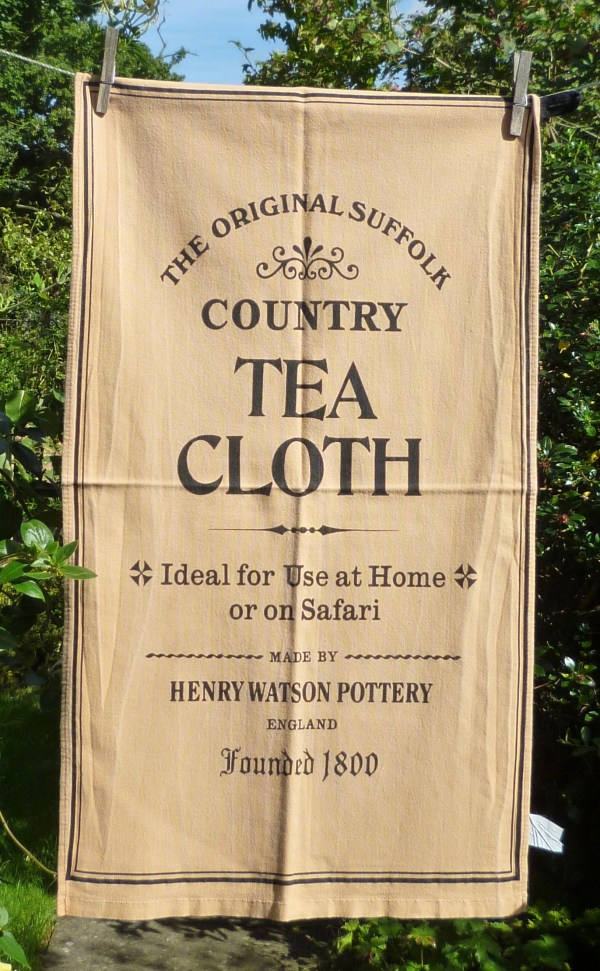 THE ORIGINAL SUFFOLK
COUNTRY
TEA
CLOTH
Ideal for Use at Home
or on Safari
MADE BY
HENRY WATSON POTTERY
ENGLAND
Founded 1800